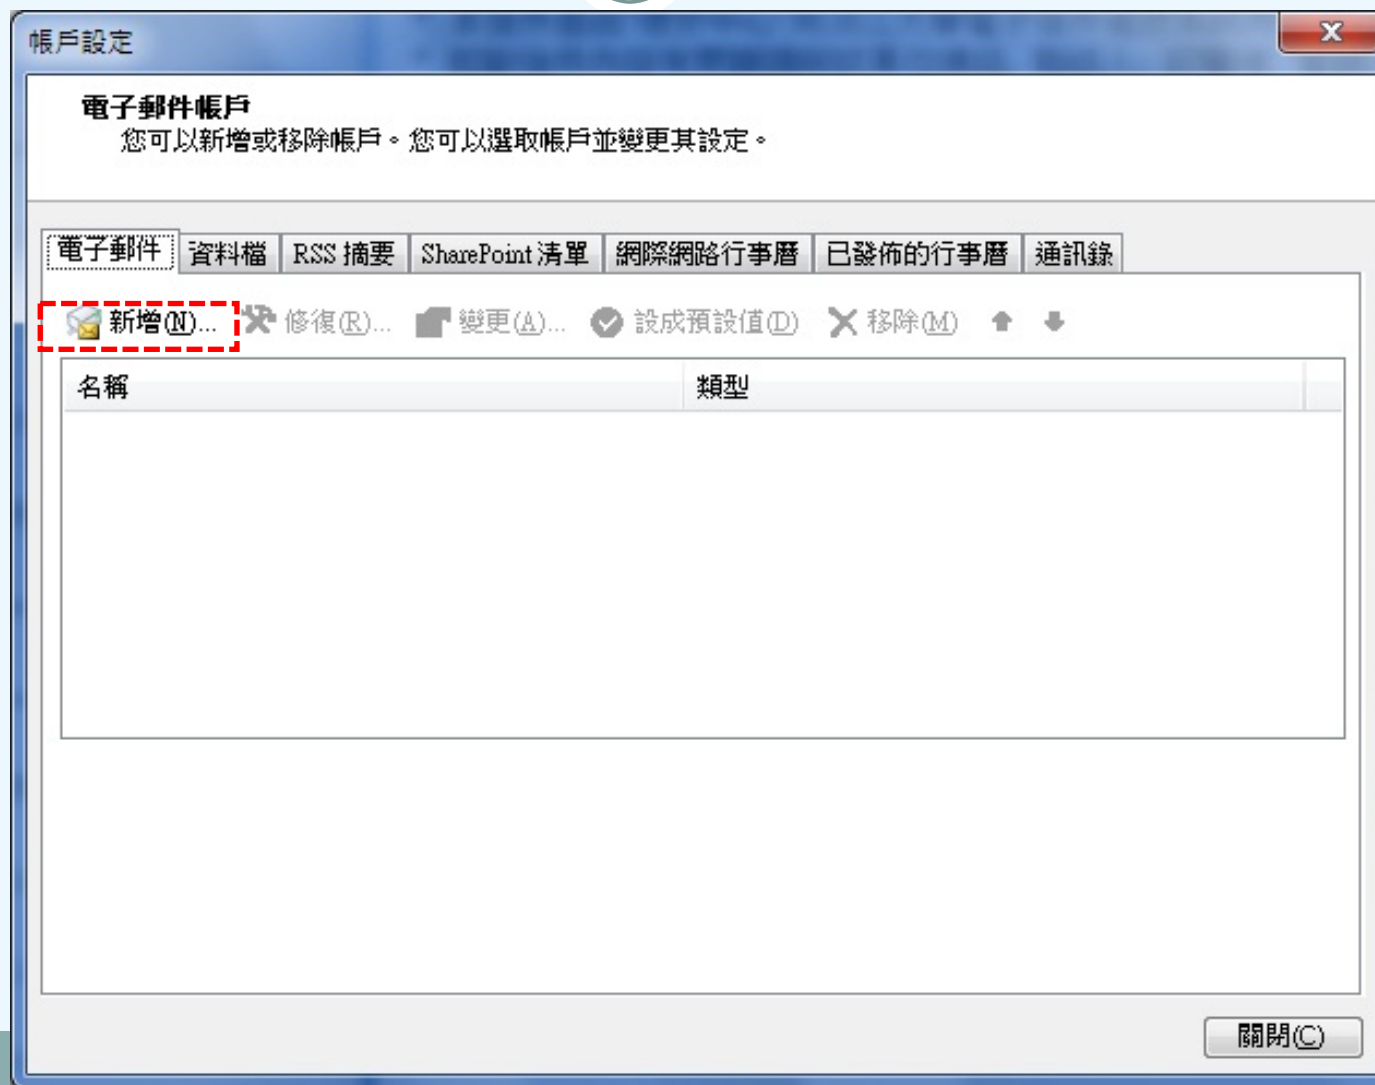 帳戶設定
電子郵件帳戶
您可以新增或移除帳戶。您可以選取帳戶並變更其設定。
電子郵件 資料檔 RSS 摘要 SharePoint 清單 網際網路行事曆 已發佈的行事曆 通訊錄
新增(N)... 修復(R)... 變更(A)... 設成預設值(D) 移除(M)
名稱 類型
關閉(C)